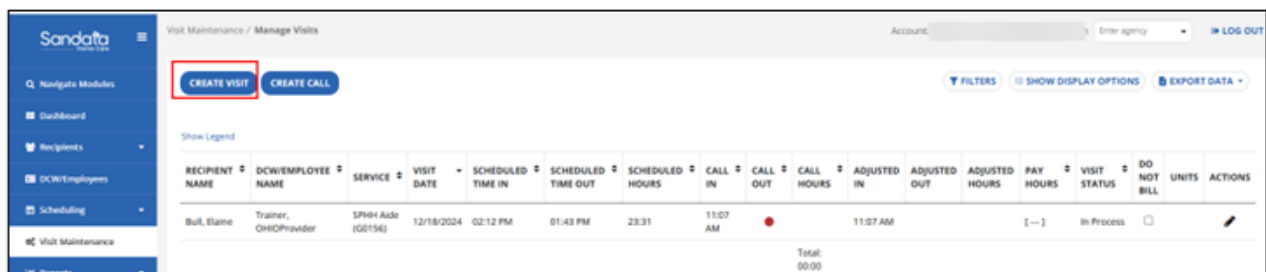 Sandata
Home Care
Visit Maintenance / Manage Visits
Account:
Enter agency
LOG OUT
Navigate Modules
CREATE VISIT
CREATE CALL
FILTERS
SHOW DISPLAY OPTIONS
EXPORT DATA
Dashboard
Show Legend
Recipients
DCW/Employees
Scheduling
Visit Maintenance
RECIPIENT NAME
DCW/EMPLOYEE NAME
SERVICE
VISIT DATE
SCHEDULED TIME IN
SCHEDULED TIME OUT
SCHEDULED HOURS
CALL IN
CALL OUT
CALL HOURS
ADJUSTED IN
ADJUSTED OUT
ADJUSTED HOURS
PAY HOURS
VISIT STATUS
DO NOT BILL
UNITS
ACTIONS
Bull, Elaine
Trainer, OHIOProvider
SPHH Aide (G0156)
12/18/2024
02:12 PM
01:43 PM
23:31
11:07 AM
11:07 AM
[ --- ]
In Process
Total: 00:00